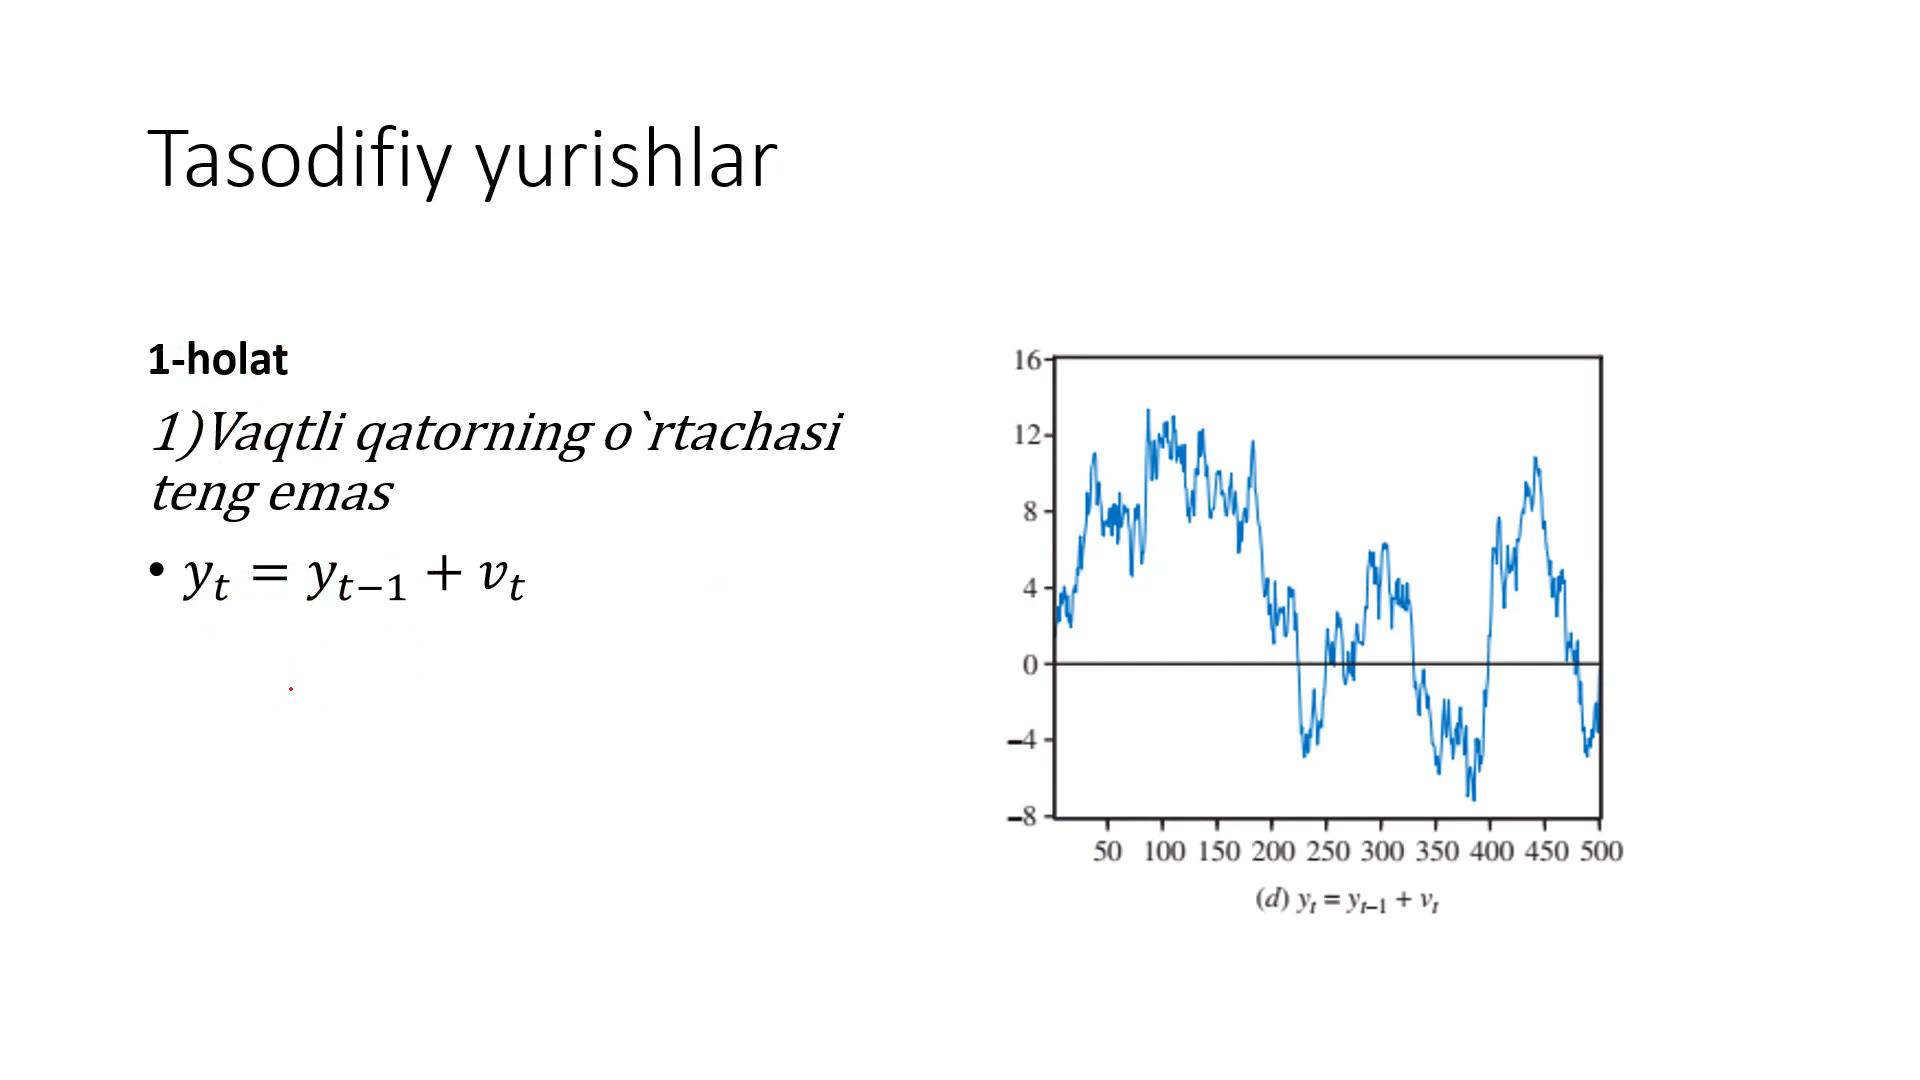 Tasodifiy yurishlar
1-holat
1)Vaqtli qatorning o`rtachasi
teng emas
• yₜ = yₜ₋₁ + vₜ
16
12
8
4
0
–4
–8
50 100 150 200 250 300 350 400 450 500
(d) yₜ = yₜ₋₁ + vₜ